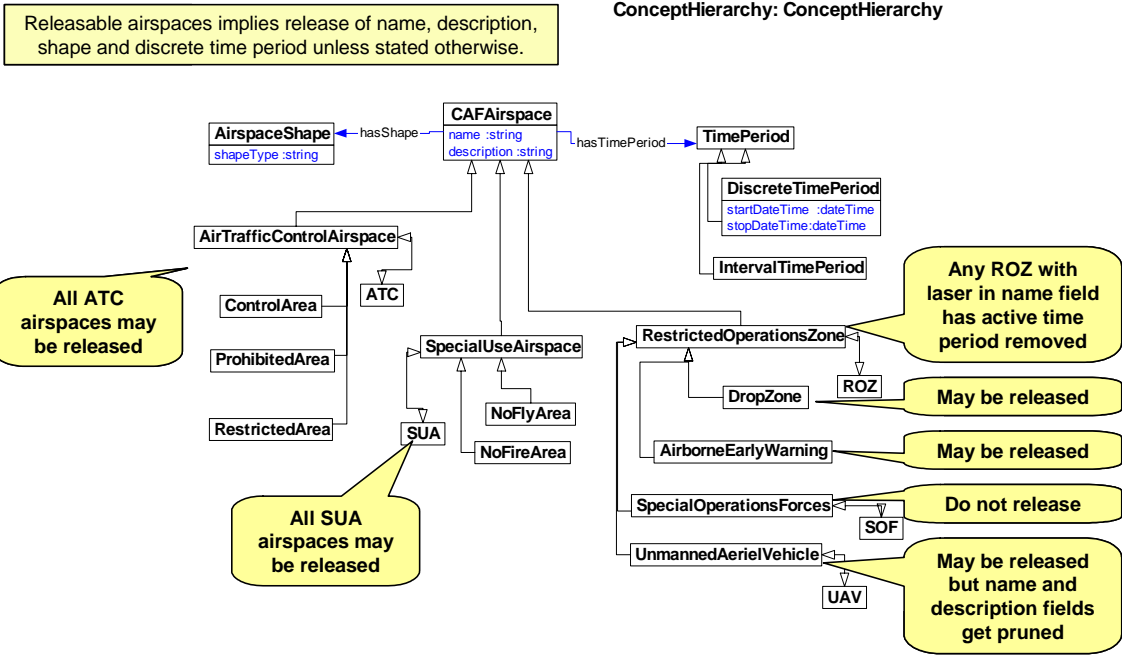 ConceptHierarchy: ConceptHierarchy
Releasable airspaces implies release of name, description,
shape and discrete time period unless stated otherwise.
CAFAirspace
name :string
description :string
AirspaceShape
shapeType :string
hasShape
hasTimePeriod
TimePeriod
DiscreteTimePeriod
startDateTime :dateTime
stopDateTime:dateTime
IntervalTimePeriod
AirTrafficControlAirspace
ATC
ControlArea
ProhibitedArea
RestrictedArea
All ATC
airspaces may
be released
SpecialUseAirspace
SUA
NoFlyArea
NoFireArea
All SUA
airspaces may
be released
RestrictedOperationsZone
ROZ
Any ROZ with
laser in name field
has active time
period removed
DropZone
May be released
AirborneEarlyWarning
May be released
SpecialOperationsForces
SOF
Do not release
UnmannedAerielVehicle
UAV
May be released
but name and
description fields
get pruned